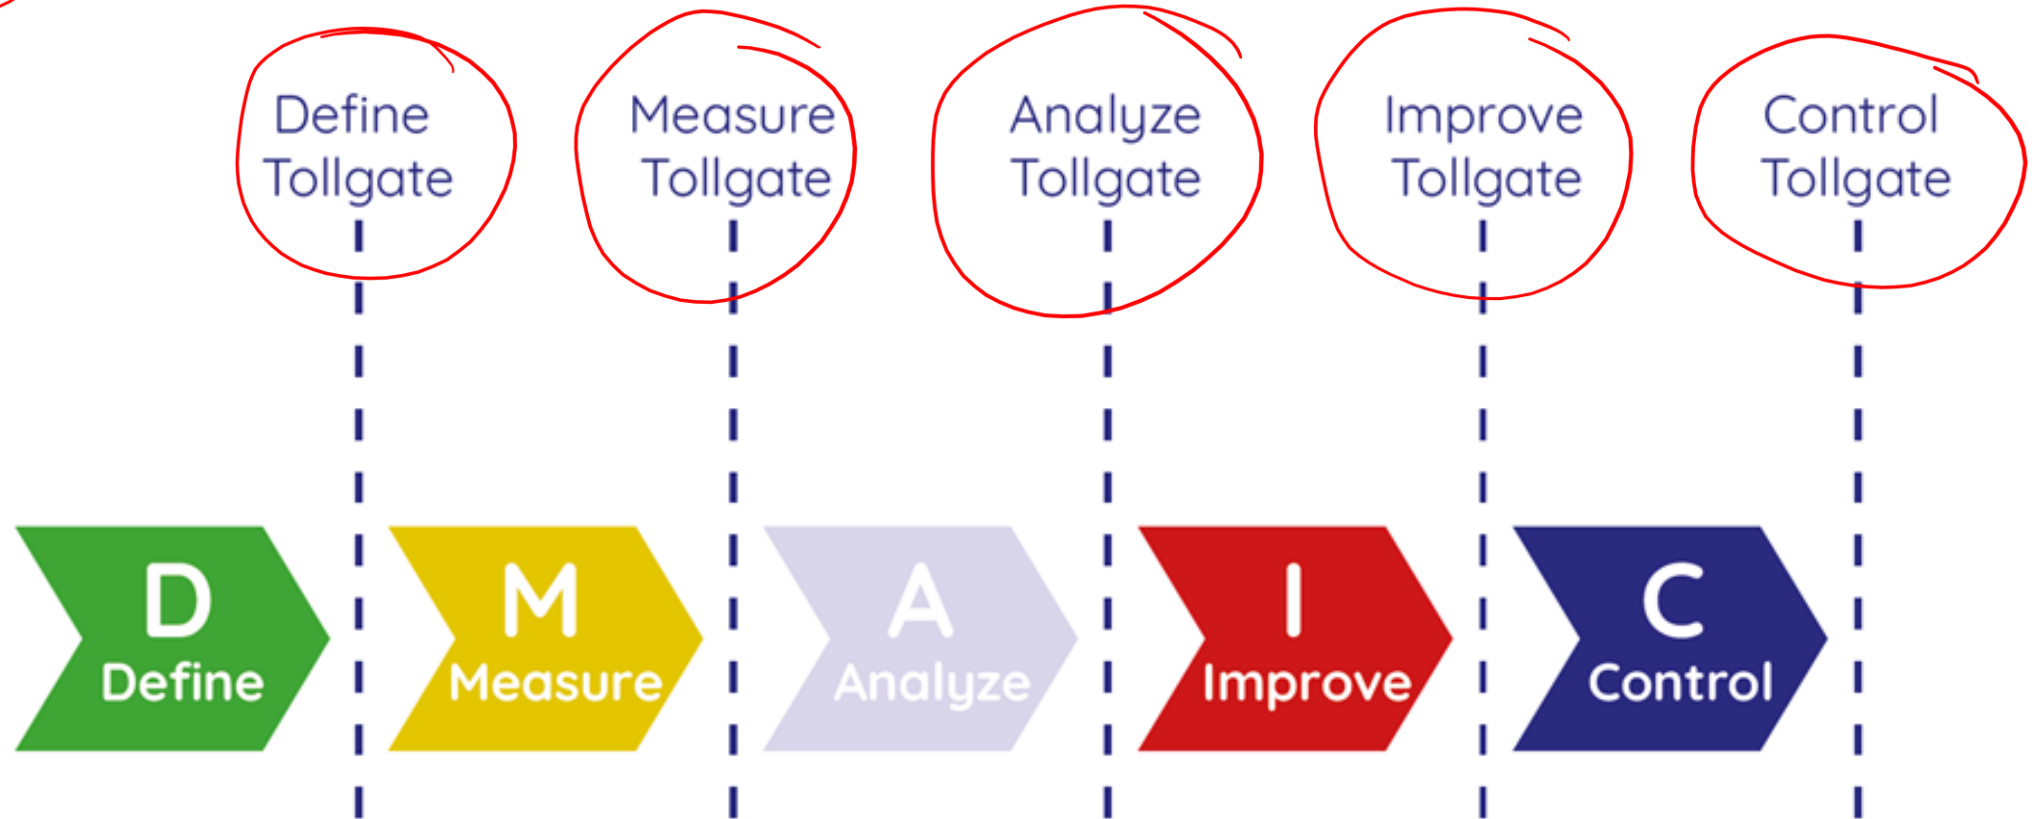 Define
Tollgate
Measure
Tollgate
Analyze
Tollgate
Improve
Tollgate
Control
Tollgate
D
Define
M
Measure
A
Analyze
I
Improve
C
Control